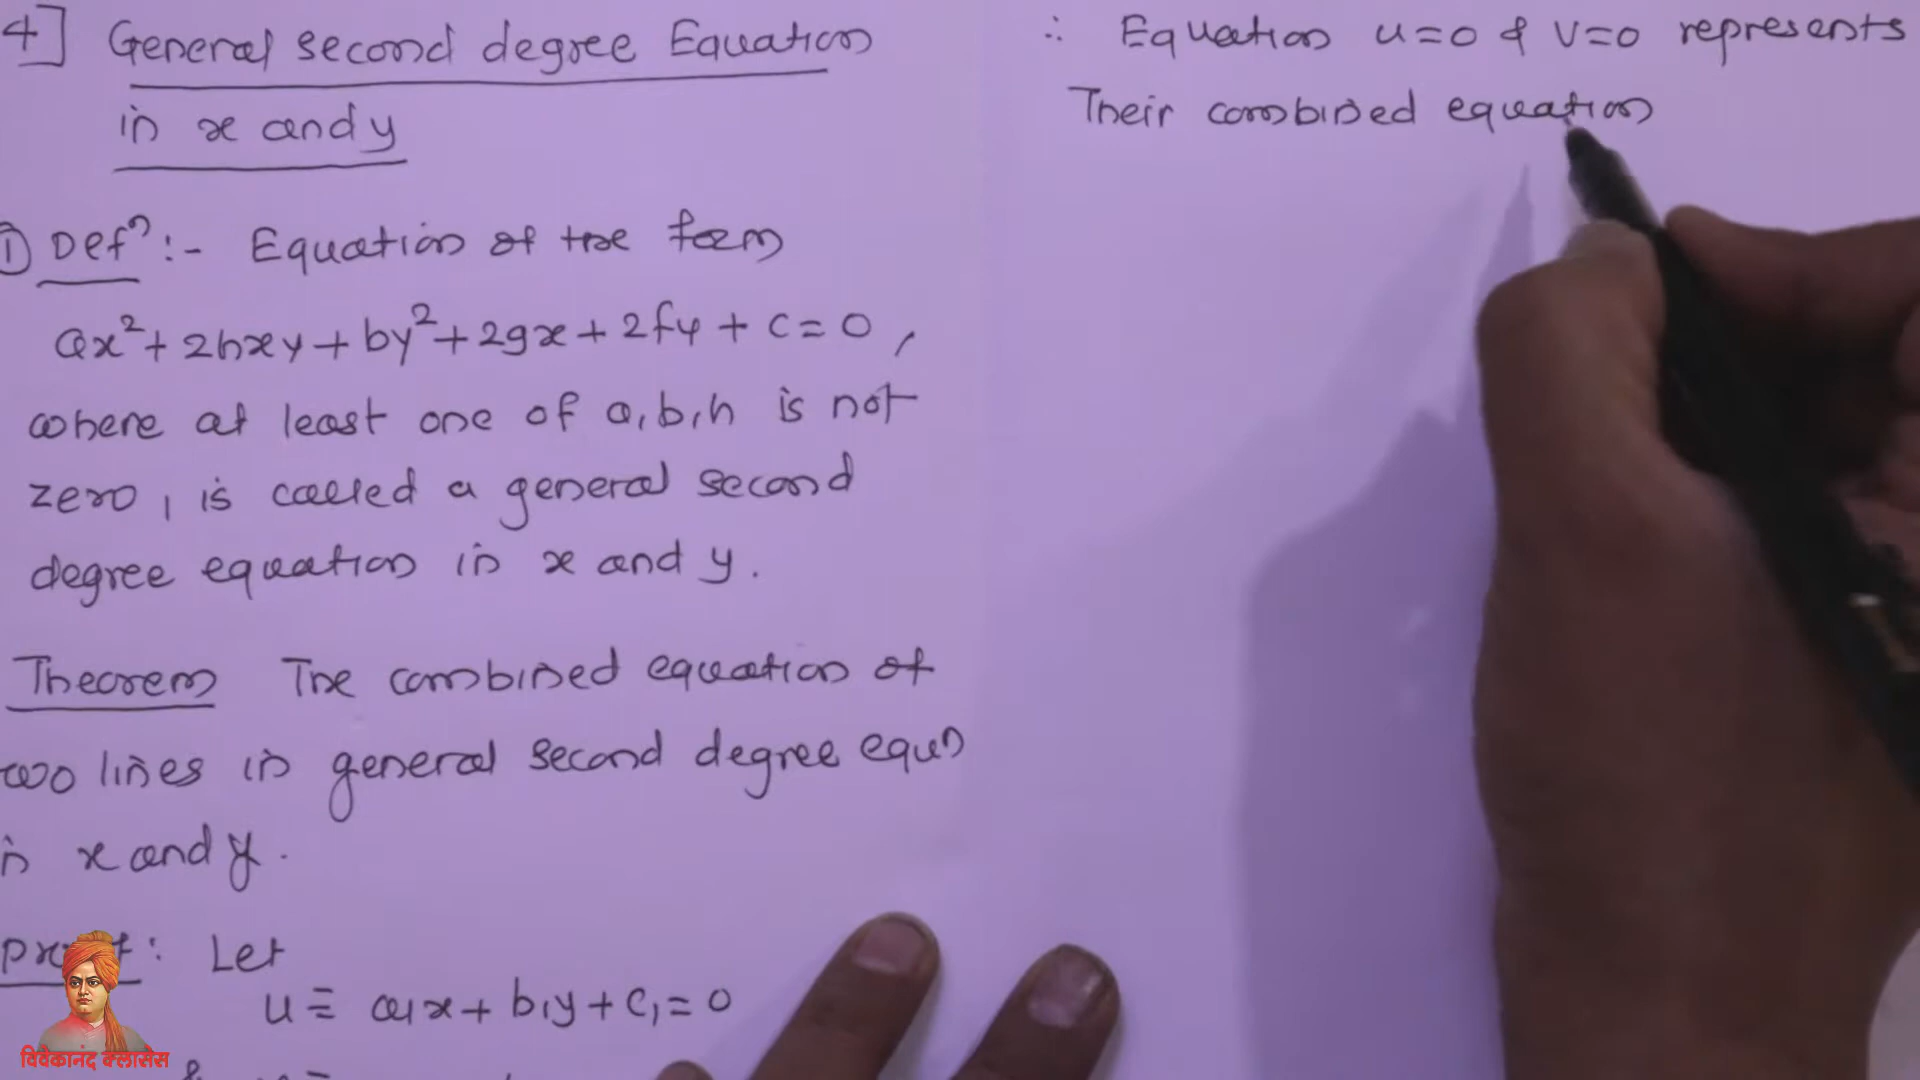 4] General second degree Equation
in x and y
① Defⁿ :- Equation of the form
ax² + 2hxy + by² + 2gx + 2fy + c = 0 ,
where at least one of a, b, h is not
zero, is called a general second
degree equation in x and y.
Theorem The combined equation of
two lines in general second degree equn
in x and y.
Proof : Let
u ≡ a₁x + b₁y + c₁ = 0
&
∴ Equation u=0 & v=0 represents
Their combined equation
विवेकानंद क्लासेस